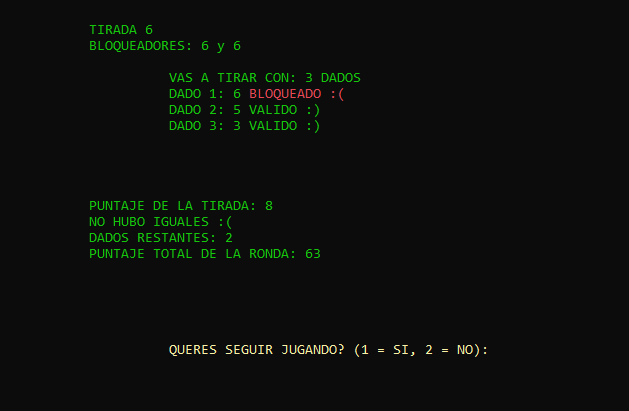 TIRADA 6
BLOQUEADORES: 6 y 6
VAS A TIRAR CON: 3 DADOS
DADO 1: 6 BLOQUEADO :(
DADO 2: 5 VALIDO :)
DADO 3: 3 VALIDO :)
PUNTAJE DE LA TIRADA: 8
NO HUBO IGUALES :(
DADOS RESTANTES: 2
PUNTAJE TOTAL DE LA RONDA: 63
QUERES SEGUIR JUGANDO? (1 = SI, 2 = NO):